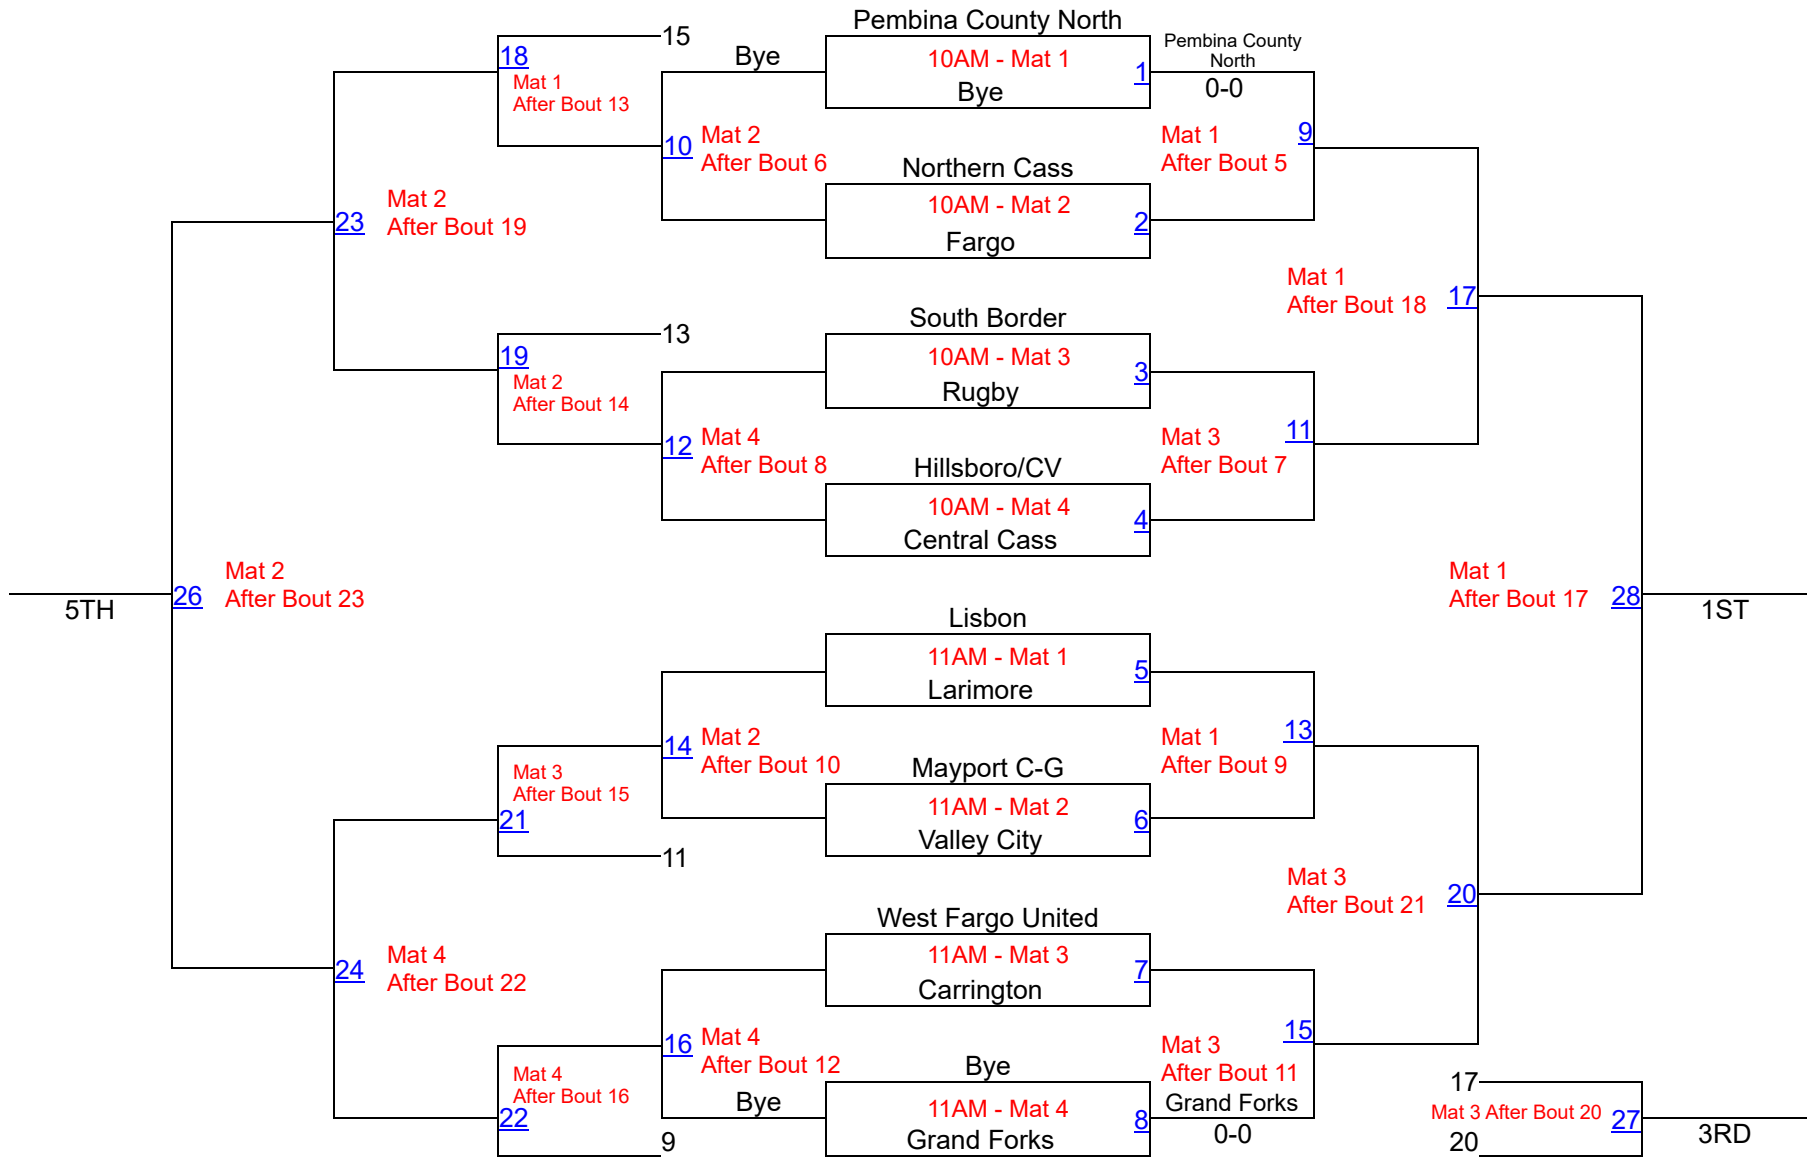 Pembina County North
10AM - Mat 1
1
Bye
Bye
Pembina County
North
0-0
15
18
Mat 1
After Bout 13
10
Mat 2
After Bout 6
Mat 1
After Bout 5
9
Northern Cass
10AM - Mat 2
2
Fargo
23
Mat 2
After Bout 19
Mat 1
After Bout 18
17
South Border
10AM - Mat 3
3
Rugby
13
19
Mat 2
After Bout 14
12
Mat 4
After Bout 8
Mat 3
After Bout 7
11
Hillsboro/CV
10AM - Mat 4
4
Central Cass
5TH
26
Mat 2
After Bout 23
Mat 1
After Bout 17
28
1ST
Lisbon
11AM - Mat 1
5
Larimore
14
Mat 2
After Bout 10
Mat 1
After Bout 9
13
Mayport C-G
11AM - Mat 2
6
Valley City
Mat 3
After Bout 15
21
11
Mat 3
After Bout 21
20
West Fargo United
11AM - Mat 3
7
Carrington
24
Mat 4
After Bout 22
16
Mat 4
After Bout 12
Mat 3
After Bout 11
15
Bye
11AM - Mat 4
8
Grand Forks
Bye
Grand Forks
0-0
Mat 4
After Bout 16
22
9
17
Mat 3 After Bout 20
27
20
3RD